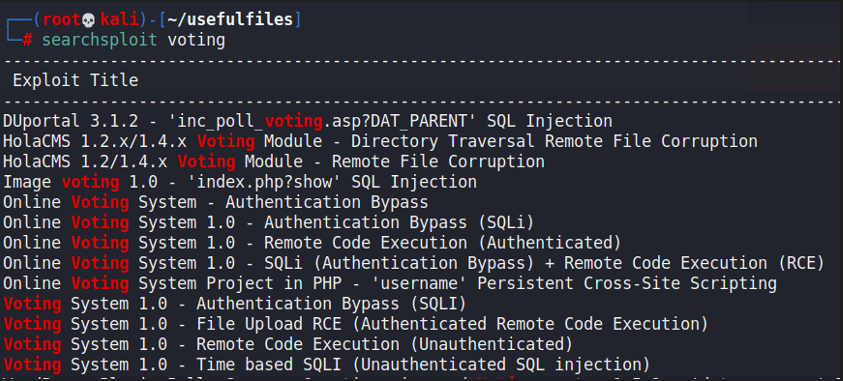 ┌──(root💀kali)-[~/usefulfiles]
└─# searchsploit voting
------------------------------------------------------------------------------------
 Exploit Title
------------------------------------------------------------------------------------
DUportal 3.1.2 - 'inc_poll_voting.asp?DAT_PARENT' SQL Injection
HolaCMS 1.2.x/1.4.x Voting Module - Directory Traversal Remote File Corruption
HolaCMS 1.2/1.4.x Voting Module - Remote File Corruption
Image voting 1.0 - 'index.php?show' SQL Injection
Online Voting System - Authentication Bypass
Online Voting System 1.0 - Authentication Bypass (SQLi)
Online Voting System 1.0 - Remote Code Execution (Authenticated)
Online Voting System 1.0 - SQLi (Authentication Bypass) + Remote Code Execution (RCE)
Online Voting System Project in PHP - 'username' Persistent Cross-Site Scripting
Voting System 1.0 - Authentication Bypass (SQLI)
Voting System 1.0 - File Upload RCE (Authenticated Remote Code Execution)
Voting System 1.0 - Remote Code Execution (Unauthenticated)
Voting System 1.0 - Time based SQLI (Unauthenticated SQL injection)